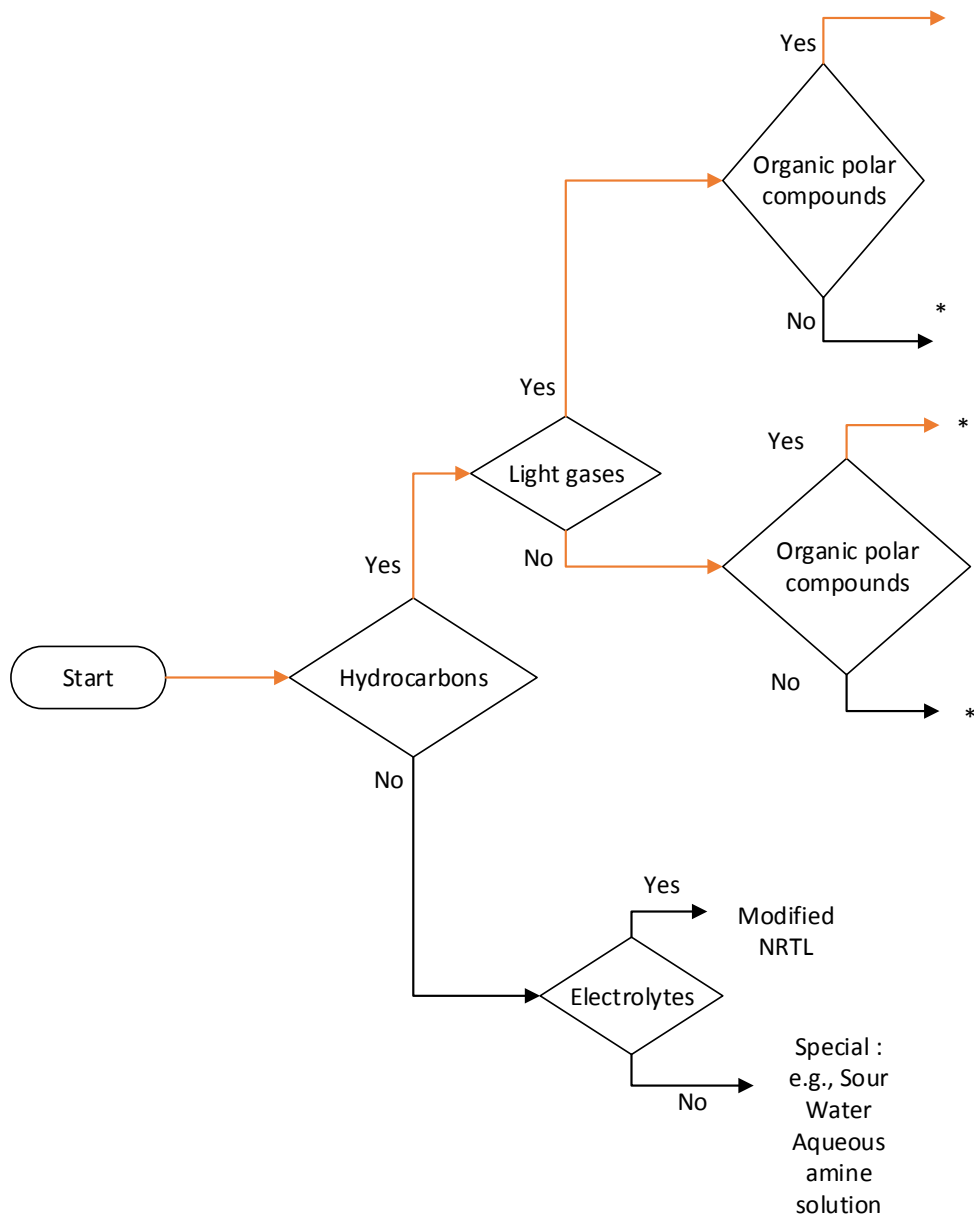 Yes
Organic polar
compounds
No
*
Yes
Light gases
No
Yes
*
Organic polar
compounds
No
*
Yes
Start
Hydrocarbons
No
Yes
Modified
NRTL
Electrolytes
No
Special :
e.g., Sour
Water
Aqueous
amine
solution